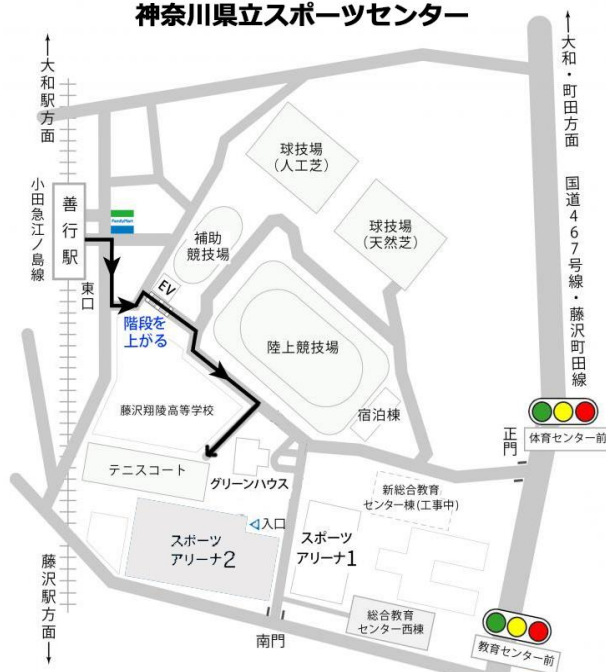 神奈川県立スポーツセンター
大和駅方面
大和・町田方面
国道467号線・藤沢町田線
小田急江ノ島線
善行駅
東口
FamilyMart
球技場
(人工芝)
球技場
(天然芝)
補助
競技場
EV
階段を
上がる
陸上競技場
宿泊棟
藤沢翔陵高等学校
体育センター前
正門
テニスコート
グリーンハウス
新総合教育
センター棟(工事中)
入口
スポーツ
アリーナ2
スポーツ
アリーナ1
総合教育
センター西棟
藤沢駅方面
南門
教育センター前